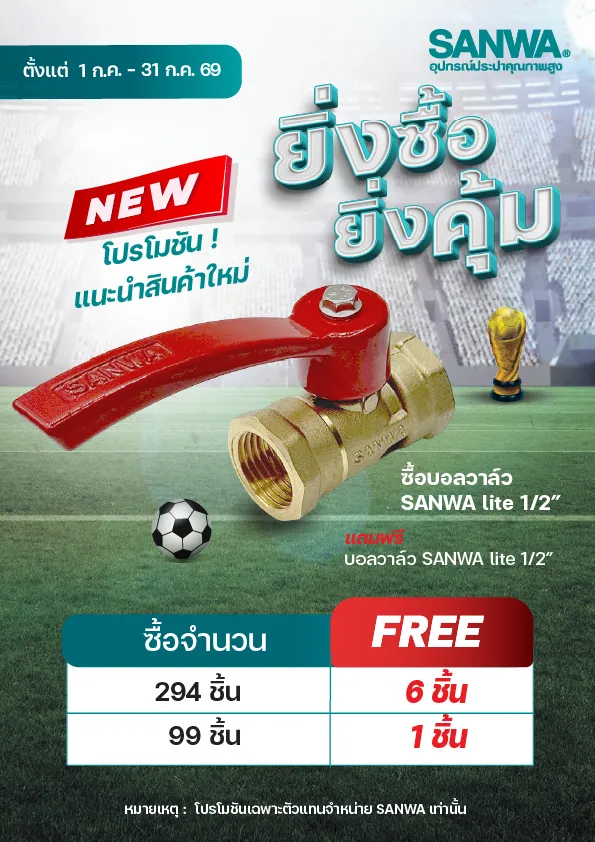 SANWA®
อุปกรณ์ประปาคุณภาพสูง
ตั้งแต่ 1 ก.ค. - 31 ก.ค. 69
ยิ่งซื้อ
ยิ่งคุ้ม
NEW
โปรโมชัน !
แนะนำสินค้าใหม่
SANWA
SANWA
ซื้อบอลวาล์ว
SANWA lite 1/2”
แถมฟรี
บอลวาล์ว SANWA lite 1/2”
ซื้อจำนวน FREE
294 ชิ้น 6 ชิ้น
99 ชิ้น 1 ชิ้น
หมายเหตุ : โปรโมชันเฉพาะตัวแทนจำหน่าย SANWA เท่านั้น